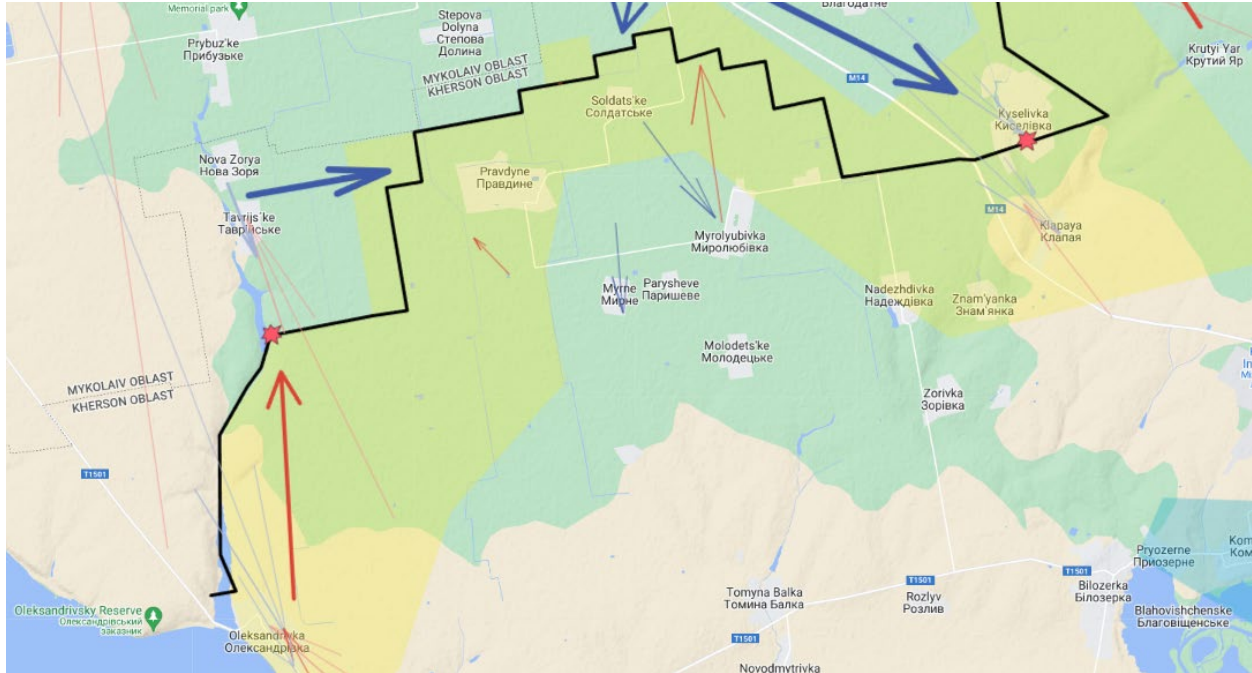 Memorial park
Prybuz'ke
Прибузьке
Stepova
Dolyna
Степова
Долина
MYKOLAIV OBLAST
KHERSON OBLAST
Благодатне
Krutyi Yar
Крутий Яр
M14
Soldats'ke
Солдатське
Kyselivka
Киселівка
Nova Zorya
Нова Зоря
Pravdyne
Правдине
Tavrijs'ke
Таврійське
Myrolyubivka
Миролюбівка
M14
Klapaya
Клапая
Myrne
Мирне
Parysheve
Паришеве
Nadezhdivka
Надеждівка
Znam'yanka
Знам'янка
Molodets'ke
Молодецьке
MYKOLAIV OBLAST
KHERSON OBLAST
Zorivka
Зорівка
T1501
Pryozerne
Приозерне
T1501
T1501
Bilozerka
Білозерка
Tomyna Balka
Томина Балка
Rozlyv
Розлив
Oleksandrivsky Reserve
Олександрівський
заказник
Blahovishchenske
Благовіщенське
Oleksandrivka
Олександрівка
T1501
Novodmytrivka